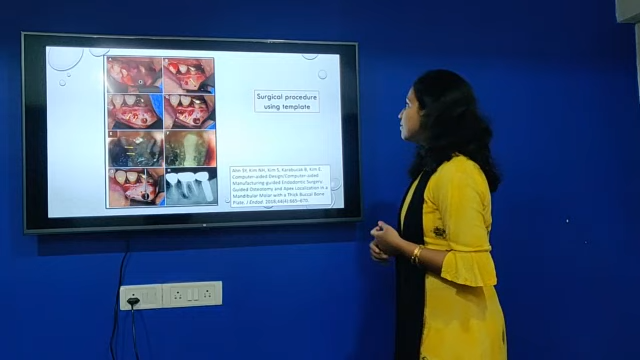 Surgical procedure
using template
Ahn SY, Kim NH, Kim S, Karabucak B, Kim E.
Computer-aided Design/Computer-aided
Manufacturing-guided Endodontic Surgery:
Guided Osteotomy and Apex Localization in a
Mandibular Molar with a Thick Buccal Bone
Plate. J Endod. 2018;44(4):665–670.